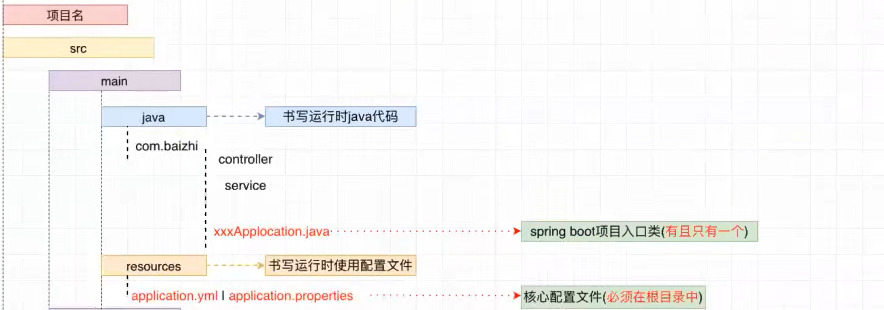 项目名
src
main
java 书写运行时java代码
com.baizhi
controller
service
xxxApplocation.java spring boot项目入口类(有且只有一个)
resources 书写运行时使用配置文件
application.yml | application.properties 核心配置文件(必须在根目录中)